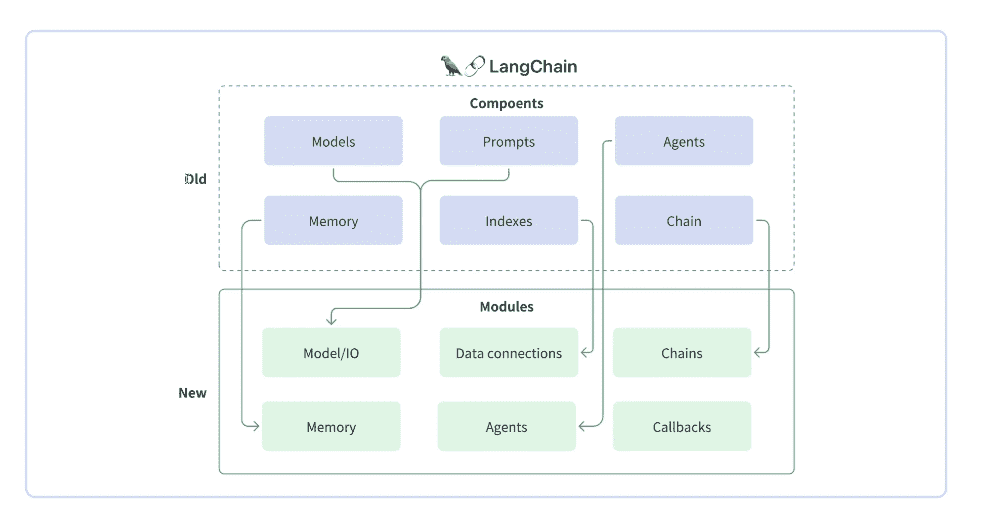 LangChain
Compoents
Models
Prompts
Agents
Old
Memory
Indexes
Chain
Modules
Model/IO
Data connections
Chains
New
Memory
Agents
Callbacks